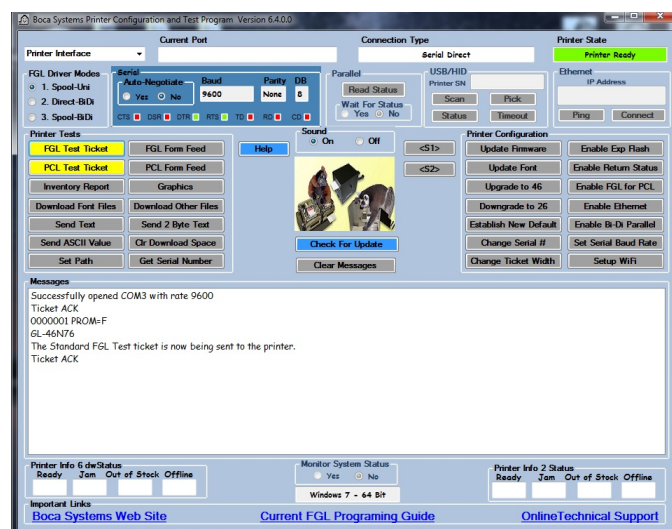 Boca Systems Printer Configuration and Test Program Version 6.4.0.0
Current Port
Connection Type
Printer State
Printer Interface
Serial Direct
Printer Ready
FGL Driver Modes
1. Spool-Uni
2. Direct-BiDi
3. Spool-BiDi
Serial
Auto-Negotiate
Yes No
Baud
9600
Parity
None
DB
8
CTS DSR DTR RTS TD RD CD
Parallel
Read Status
Wait For Status
Yes No
USB/HID
Printer SN
Scan Pick
Status Timeout
Ethernet
IP Address
Ping Connect
Printer Tests
FGL Test Ticket FGL Form Feed
PCL Test Ticket PCL Form Feed
Inventory Report Graphics
Download Font Files Download Other Files
Send Text Send 2 Byte Text
Send ASCII Value Clr Download Space
Set Path Get Serial Number
Help
Sound
On Off
<S1>
<S2>
Check For Update
Clear Messages
Printer Configuration
Update Firmware Enable Exp Flash
Update Font Enable Return Status
Upgrade to 46 Enable FGL for PCL
Downgrade to 26 Enable Ethernet
Establish New Default Enable Bi-Di Parallel
Change Serial # Set Serial Baud Rate
Change Ticket Width Setup WiFi
Messages
Successfully opened COM3 with rate 9600
Ticket ACK
0000001 PROM=F
GL-46N76
The Standard FGL Test ticket is now being sent to the printer.
Ticket ACK
Printer Info 6 dwStatus
Ready Jam Out of Stock Offline
Monitor System Status
Yes No
Windows 7 - 64 Bit
Printer Info 2 Status
Ready Jam Out of Stock Offline
Important Links
Boca Systems Web Site
Current FGL Programing Guide
OnlineTechnical Support